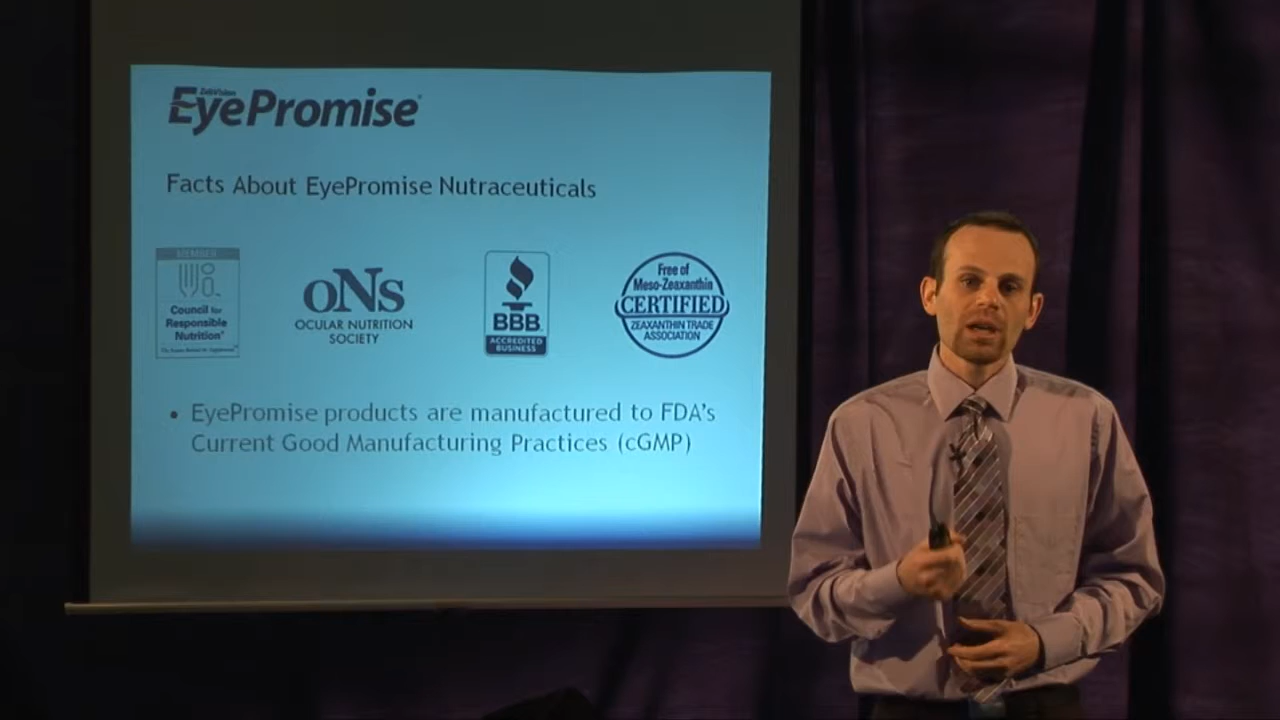 ZeaVision
EyePromise
Facts About EyePromise Nutraceuticals
MEMBER
Council for
Responsible
Nutrition
ONS
OCULAR NUTRITION
SOCIETY
BBB
ACCREDITED
BUSINESS
Free of
Meso-Zeaxanthin
CERTIFIED
ZEAXANTHIN TRADE
ASSOCIATION
• EyePromise products are manufactured to FDA's
Current Good Manufacturing Practices (cGMP)